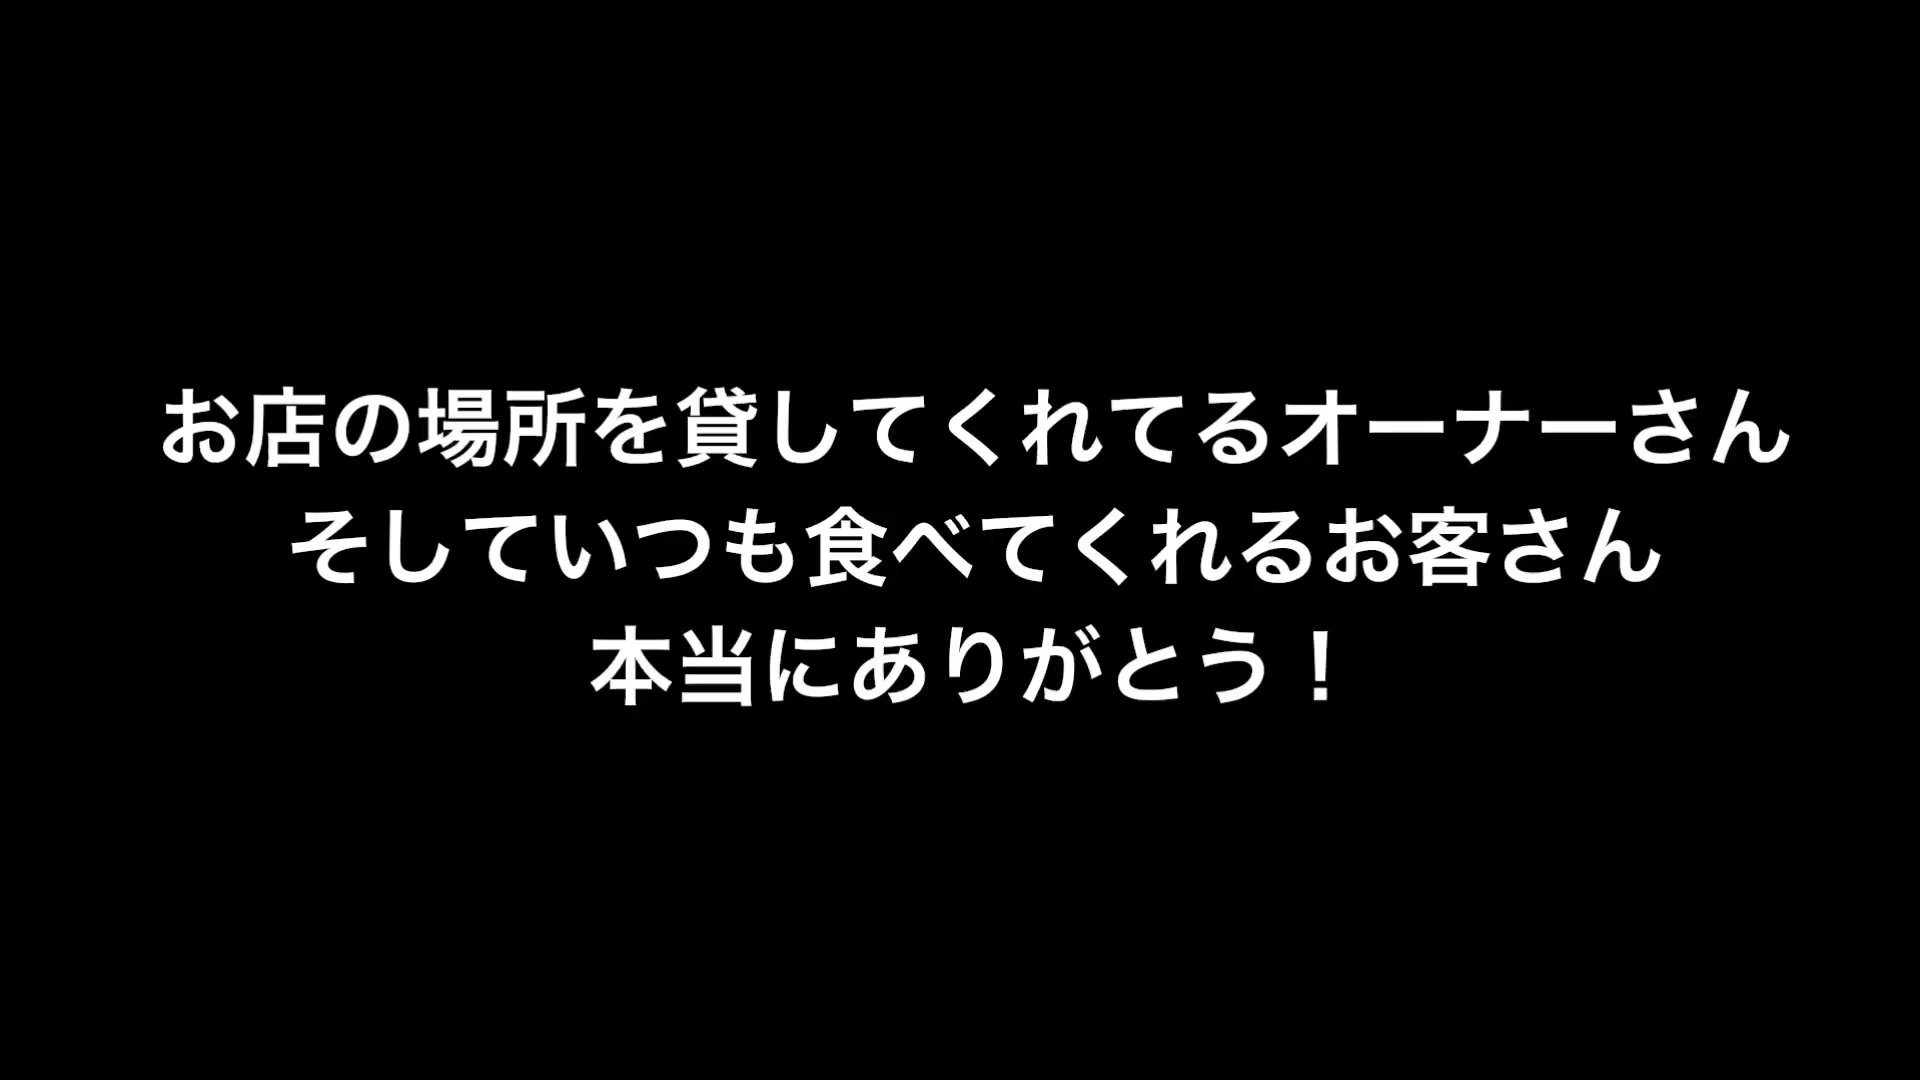 お店の場所を貸してくれてるオーナーさん
そしていつも食べてくれるお客さん
本当にありがとう！